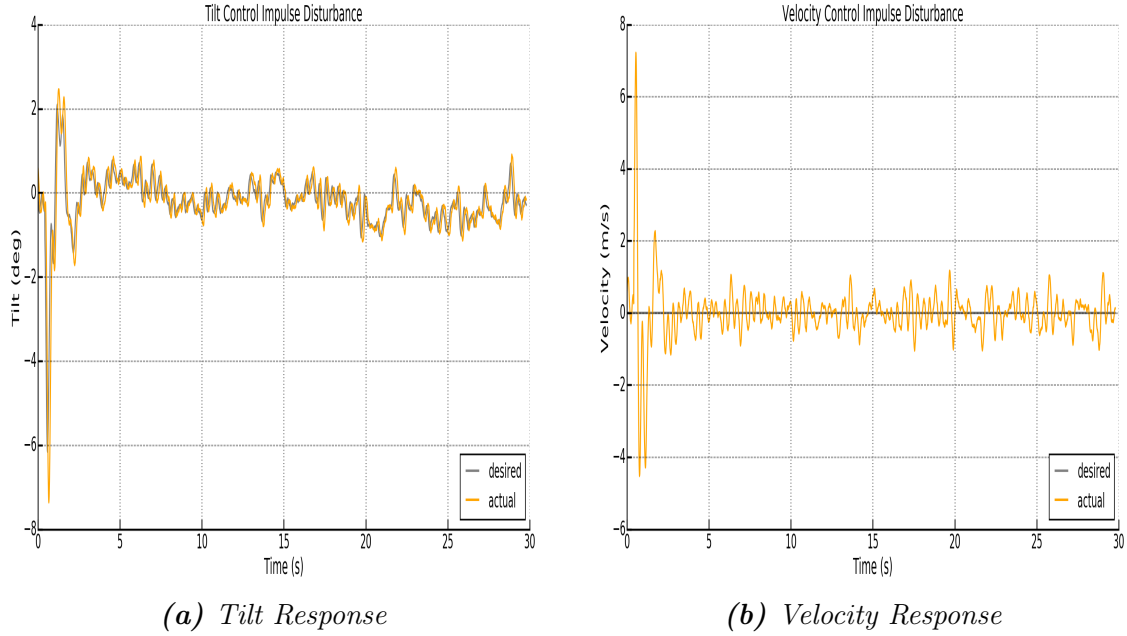 Tilt Control Impulse Disturbance
4
2
0
−2
−4
−6
−8
Tilt (deg)
0 5 10 15 20 25 30
Time (s)
desired
actual
(a) Tilt Response
Velocity Control Impulse Disturbance
8
6
4
2
0
−2
−4
−6
Velocity (m/s)
0 5 10 15 20 25 30
Time (s)
desired
actual
(b) Velocity Response